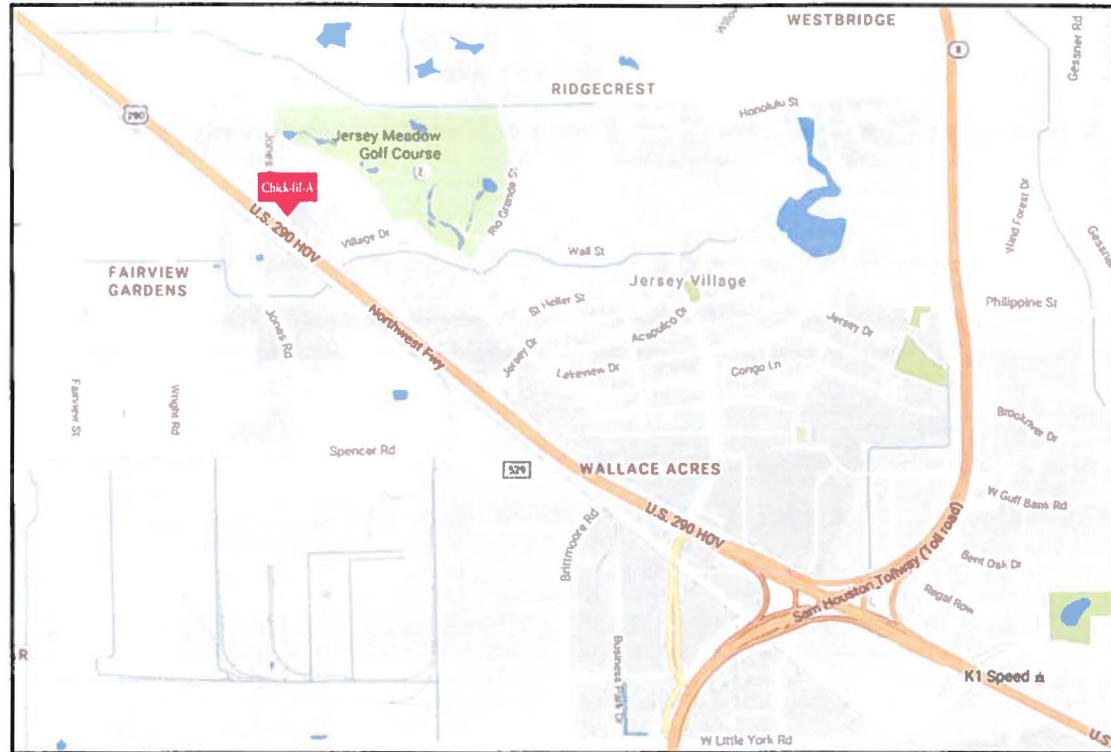 WESTBRIDGE
Gessner Rd
8
RIDGECREST
290
Honolulu St
Jersey Meadow
Golf Course
Jones
Chick-fil-A
Rio Grande St
U.S. 290 HOV
Village Dr
Wall St
Wind Forest Dr
Gessner
FAIRVIEW
GARDENS
Jersey Village
Philippine St
St Helier St
Jones Rd
Northwest Fwy
Acapulco Dr
Jersey Dr
Jersey Dr
Lakeview Dr
Congo Ln
Fairview St
Wright Rd
Brookriver Dr
Spencer Rd
529
WALLACE ACRES
W Gulf Bank Rd
U.S. 290 HOV
Brittmoore Rd
Sam Houston Tollway (Toll road)
Bent Oak Dr
Regal Row
Business Park Dr
R
K1 Speed
W Little York Rd
U.S.